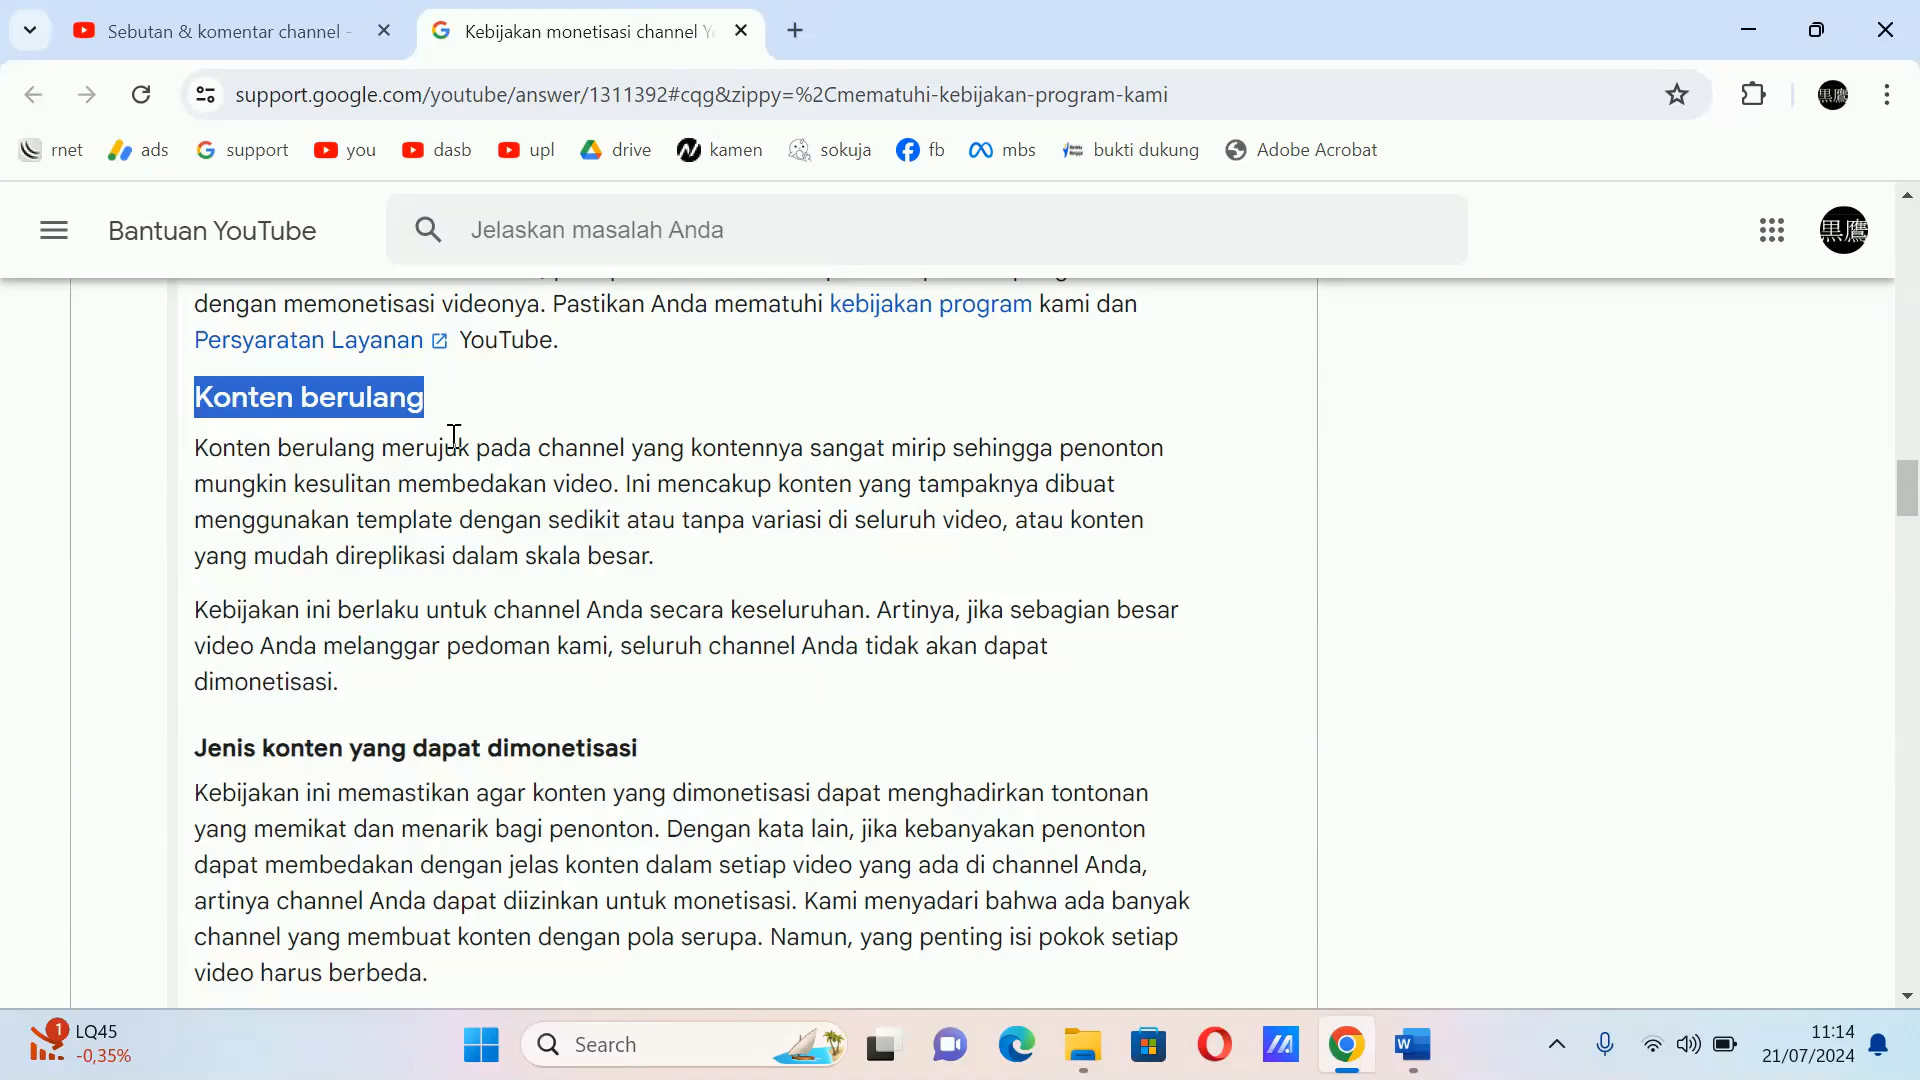 Sebutan & komentar channel -
Kebijakan monetisasi channel Y
support.google.com/youtube/answer/1311392#cqg&zippy=%2Cmematuhi-kebijakan-program-kami
黒鷹
rnet ads support you dasb upl drive kamen sokuja fb mbs bukti dukung Adobe Acrobat
Bantuan YouTube
Jelaskan masalah Anda
黒鷹
dengan memonetisasi videonya. Pastikan Anda mematuhi kebijakan program kami dan
Persyaratan Layanan YouTube.
Konten berulang
Konten berulang merujuk pada channel yang kontennya sangat mirip sehingga penonton
mungkin kesulitan membedakan video. Ini mencakup konten yang tampaknya dibuat
menggunakan template dengan sedikit atau tanpa variasi di seluruh video, atau konten
yang mudah direplikasi dalam skala besar.
Kebijakan ini berlaku untuk channel Anda secara keseluruhan. Artinya, jika sebagian besar
video Anda melanggar pedoman kami, seluruh channel Anda tidak akan dapat
dimonetisasi.
Jenis konten yang dapat dimonetisasi
Kebijakan ini memastikan agar konten yang dimonetisasi dapat menghadirkan tontonan
yang memikat dan menarik bagi penonton. Dengan kata lain, jika kebanyakan penonton
dapat membedakan dengan jelas konten dalam setiap video yang ada di channel Anda,
artinya channel Anda dapat diizinkan untuk monetisasi. Kami menyadari bahwa ada banyak
channel yang membuat konten dengan pola serupa. Namun, yang penting isi pokok setiap
video harus berbeda.
1
LQ45
-0,35%
Search
W
11:14
21/07/2024